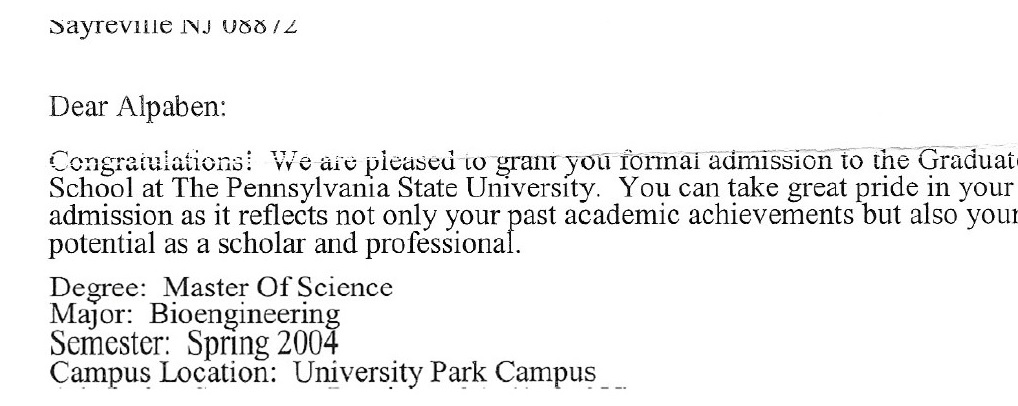 Sayreville NJ 08872
Dear Alpaben:
Congratulations! We are pleased to grant you formal admission to the Graduate
School at The Pennsylvania State University. You can take great pride in your
admission as it reflects not only your past academic achievements but also your
potential as a scholar and professional.
Degree: Master Of Science
Major: Bioengineering
Semester: Spring 2004
Campus Location: University Park Campus